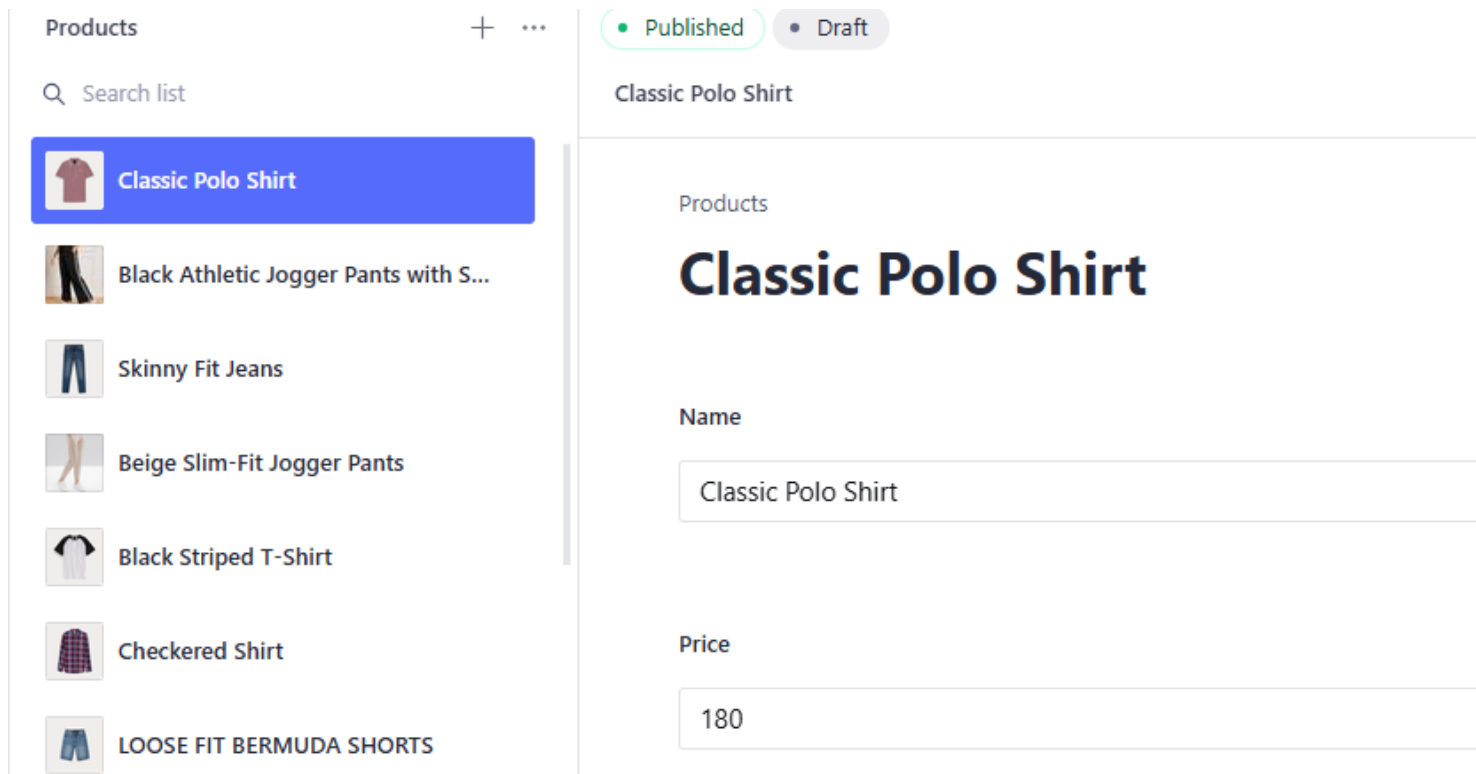 Products
Search list
Classic Polo Shirt
Black Athletic Jogger Pants with S...
Skinny Fit Jeans
Beige Slim-Fit Jogger Pants
Black Striped T-Shirt
Checkered Shirt
LOOSE FIT BERMUDA SHORTS
Published
Draft
Classic Polo Shirt
Products
Classic Polo Shirt
Name
Classic Polo Shirt
Price
180